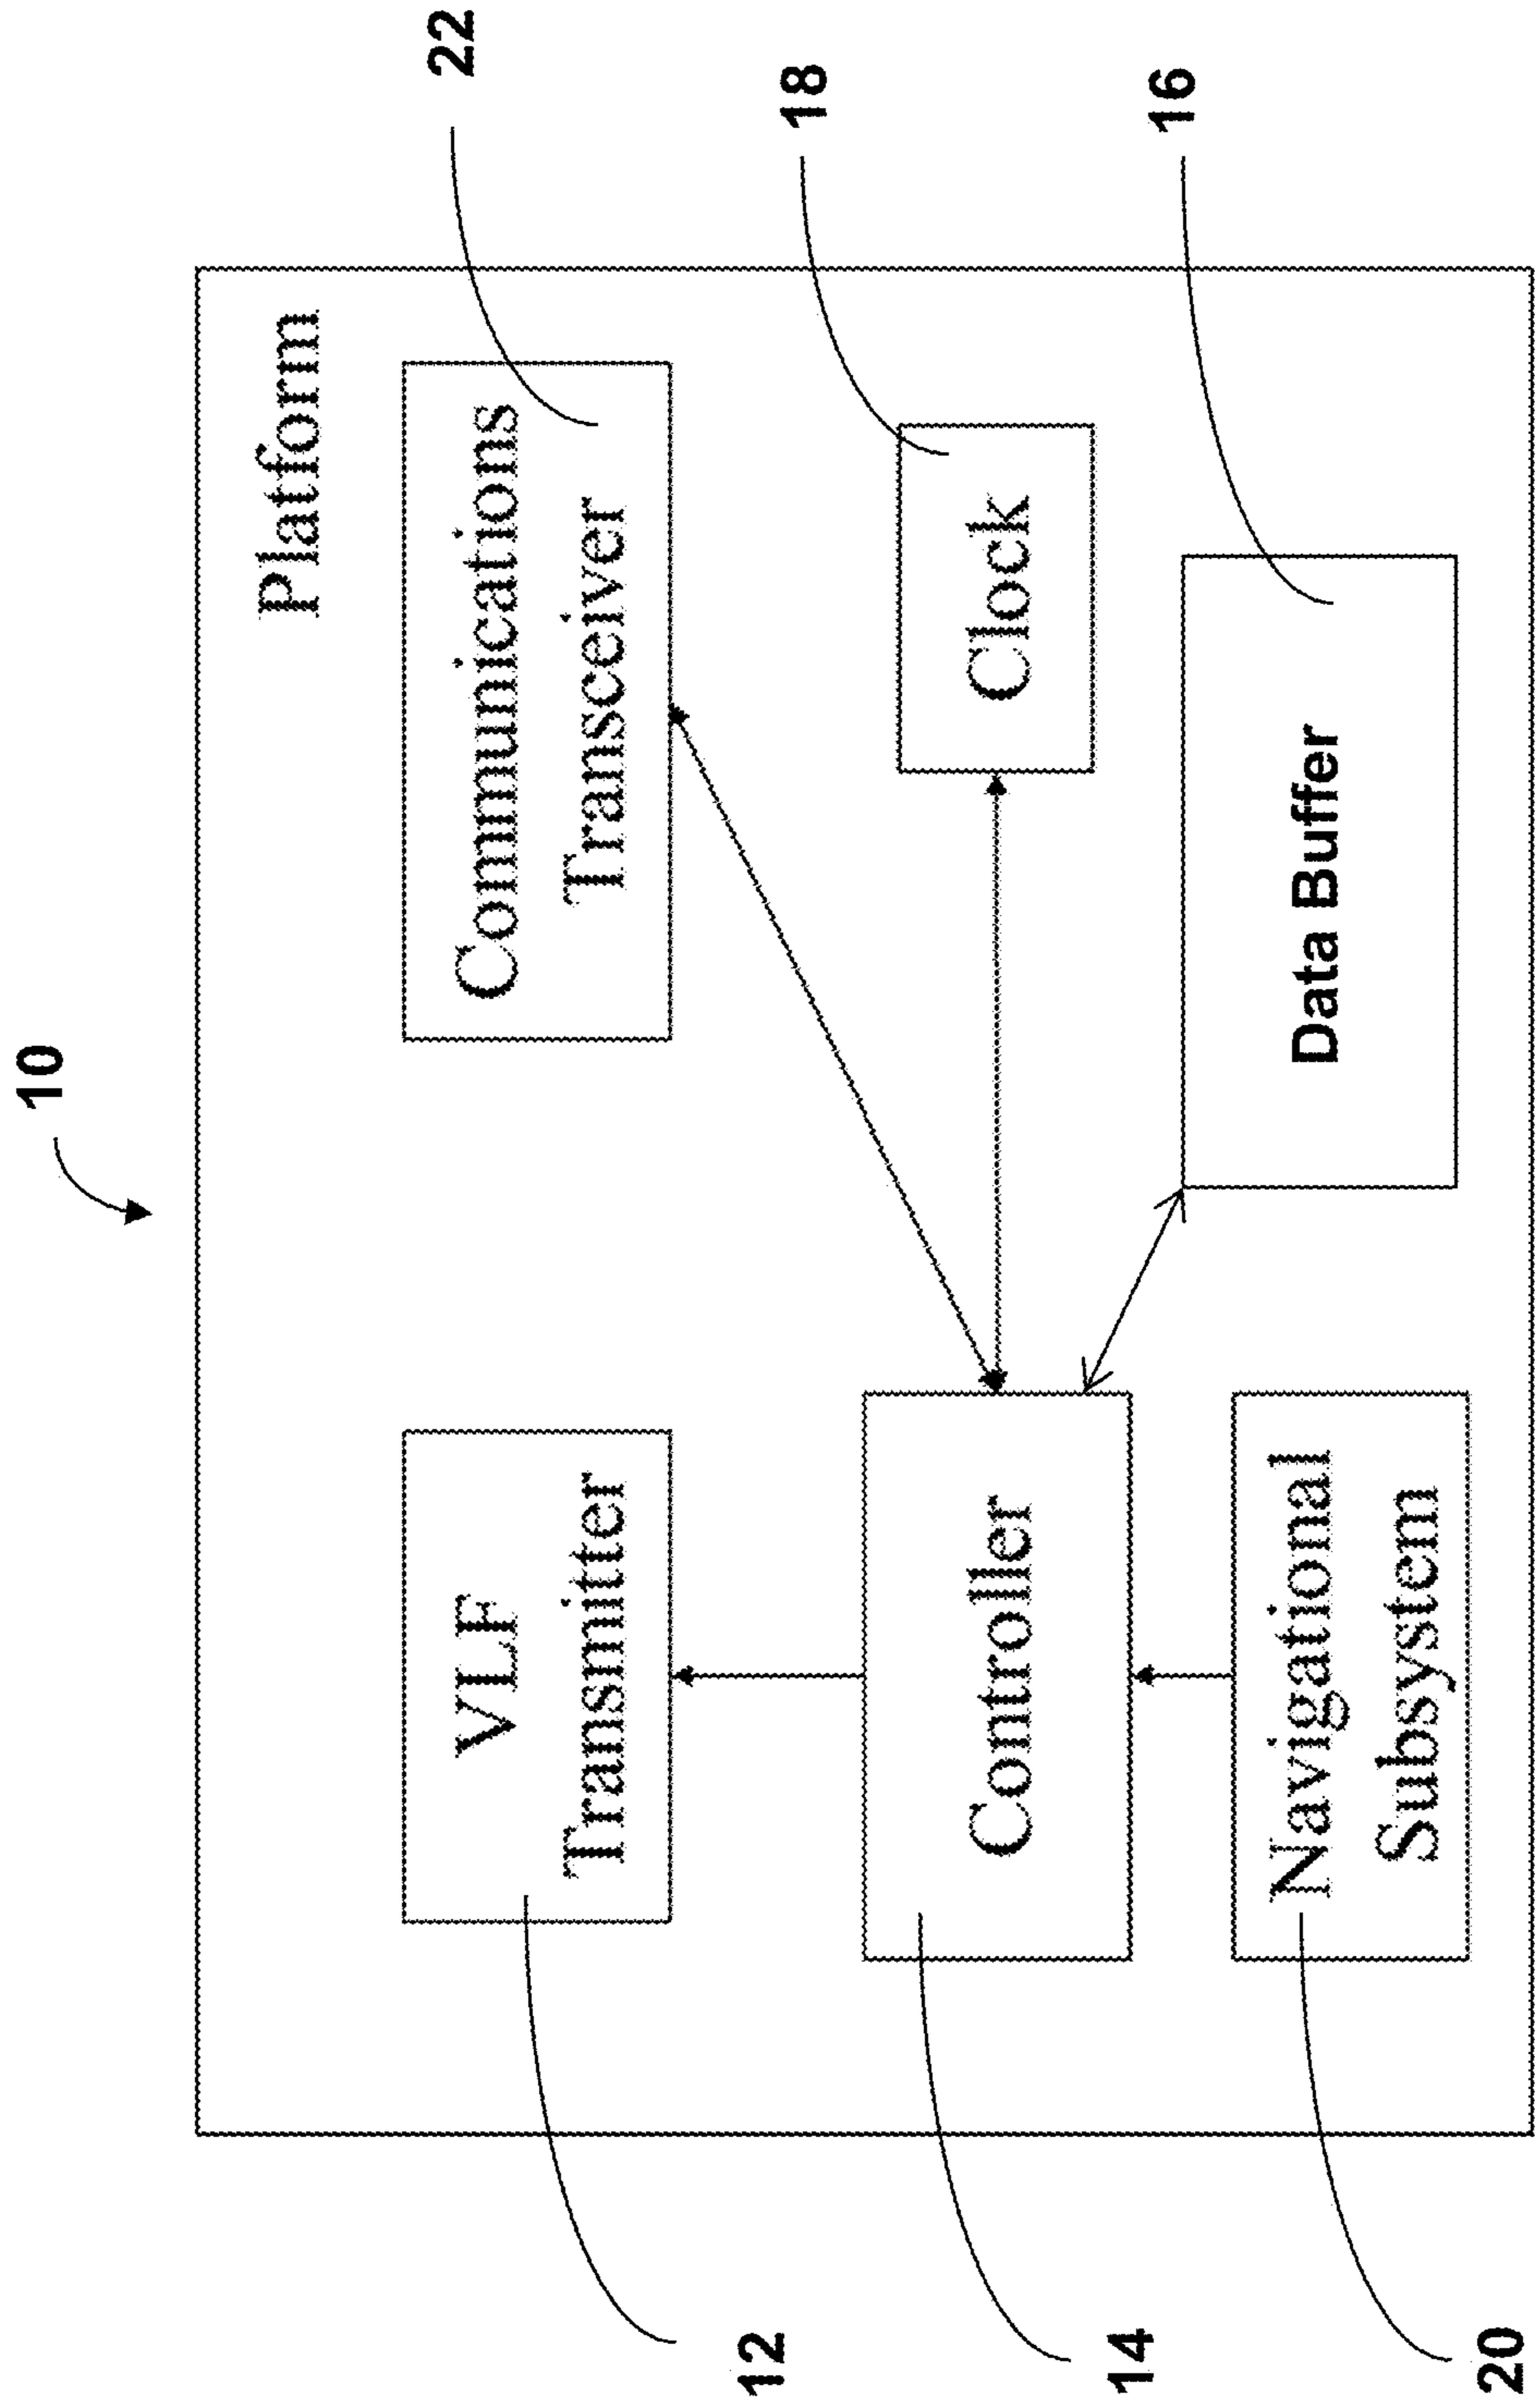 10
Platform
VLF
Transmitter
Communications
Transceiver
22
12
Controller
Clock
18
14
Navigational
Subsystem
Data Buffer
16
20